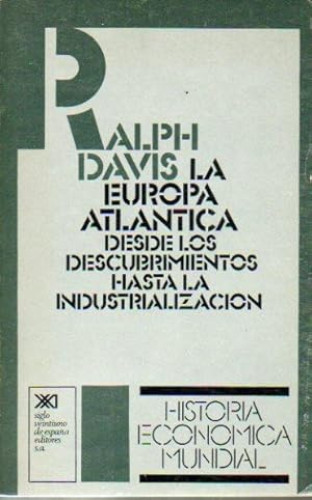 RALPH
DAVIS LA
EUROPA
ATLANTICA
DESDE LOS
DESCUBRIMIENTOS
HASTA LA
INDUSTRIALIZACION
XXI
siglo
veintiuno
de españa
editores
s.a.
HISTORIA
ECONOMICA
MUNDIAL